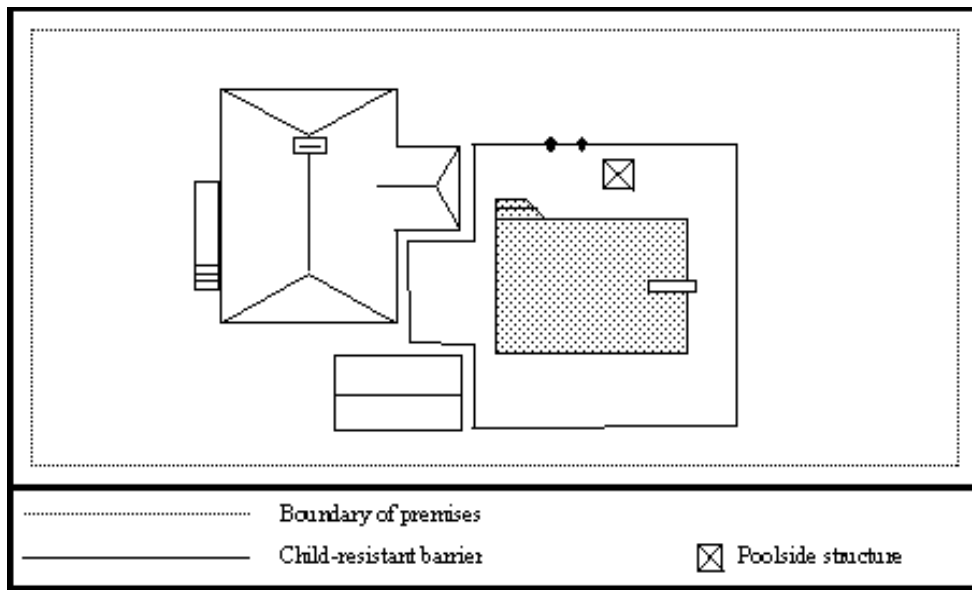 Boundary of premises
Child-resistant barrier
Poolside structure